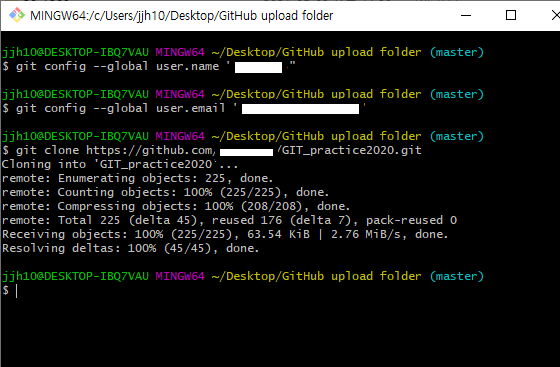 MINGW64:/c/Users/jjh10/Desktop/GitHub upload folder
jjh10@DESKTOP-IBQ7VAU MINGW64 ~/Desktop/GitHub upload folder (master)
$ git config --global user.name " "
jjh10@DESKTOP-IBQ7VAU MINGW64 ~/Desktop/GitHub upload folder (master)
$ git config --global user.email ' '
jjh10@DESKTOP-IBQ7VAU MINGW64 ~/Desktop/GitHub upload folder (master)
$ git clone https://github.com/ /GIT_practice2020.git
Cloning into 'GIT_practice2020'...
remote: Enumerating objects: 225, done.
remote: Counting objects: 100% (225/225), done.
remote: Compressing objects: 100% (208/208), done.
remote: Total 225 (delta 45), reused 176 (delta 7), pack-reused 0
Receiving objects: 100% (225/225), 63.54 KiB | 2.76 MiB/s, done.
Resolving deltas: 100% (45/45), done.
jjh10@DESKTOP-IBQ7VAU MINGW64 ~/Desktop/GitHub upload folder (master)
$